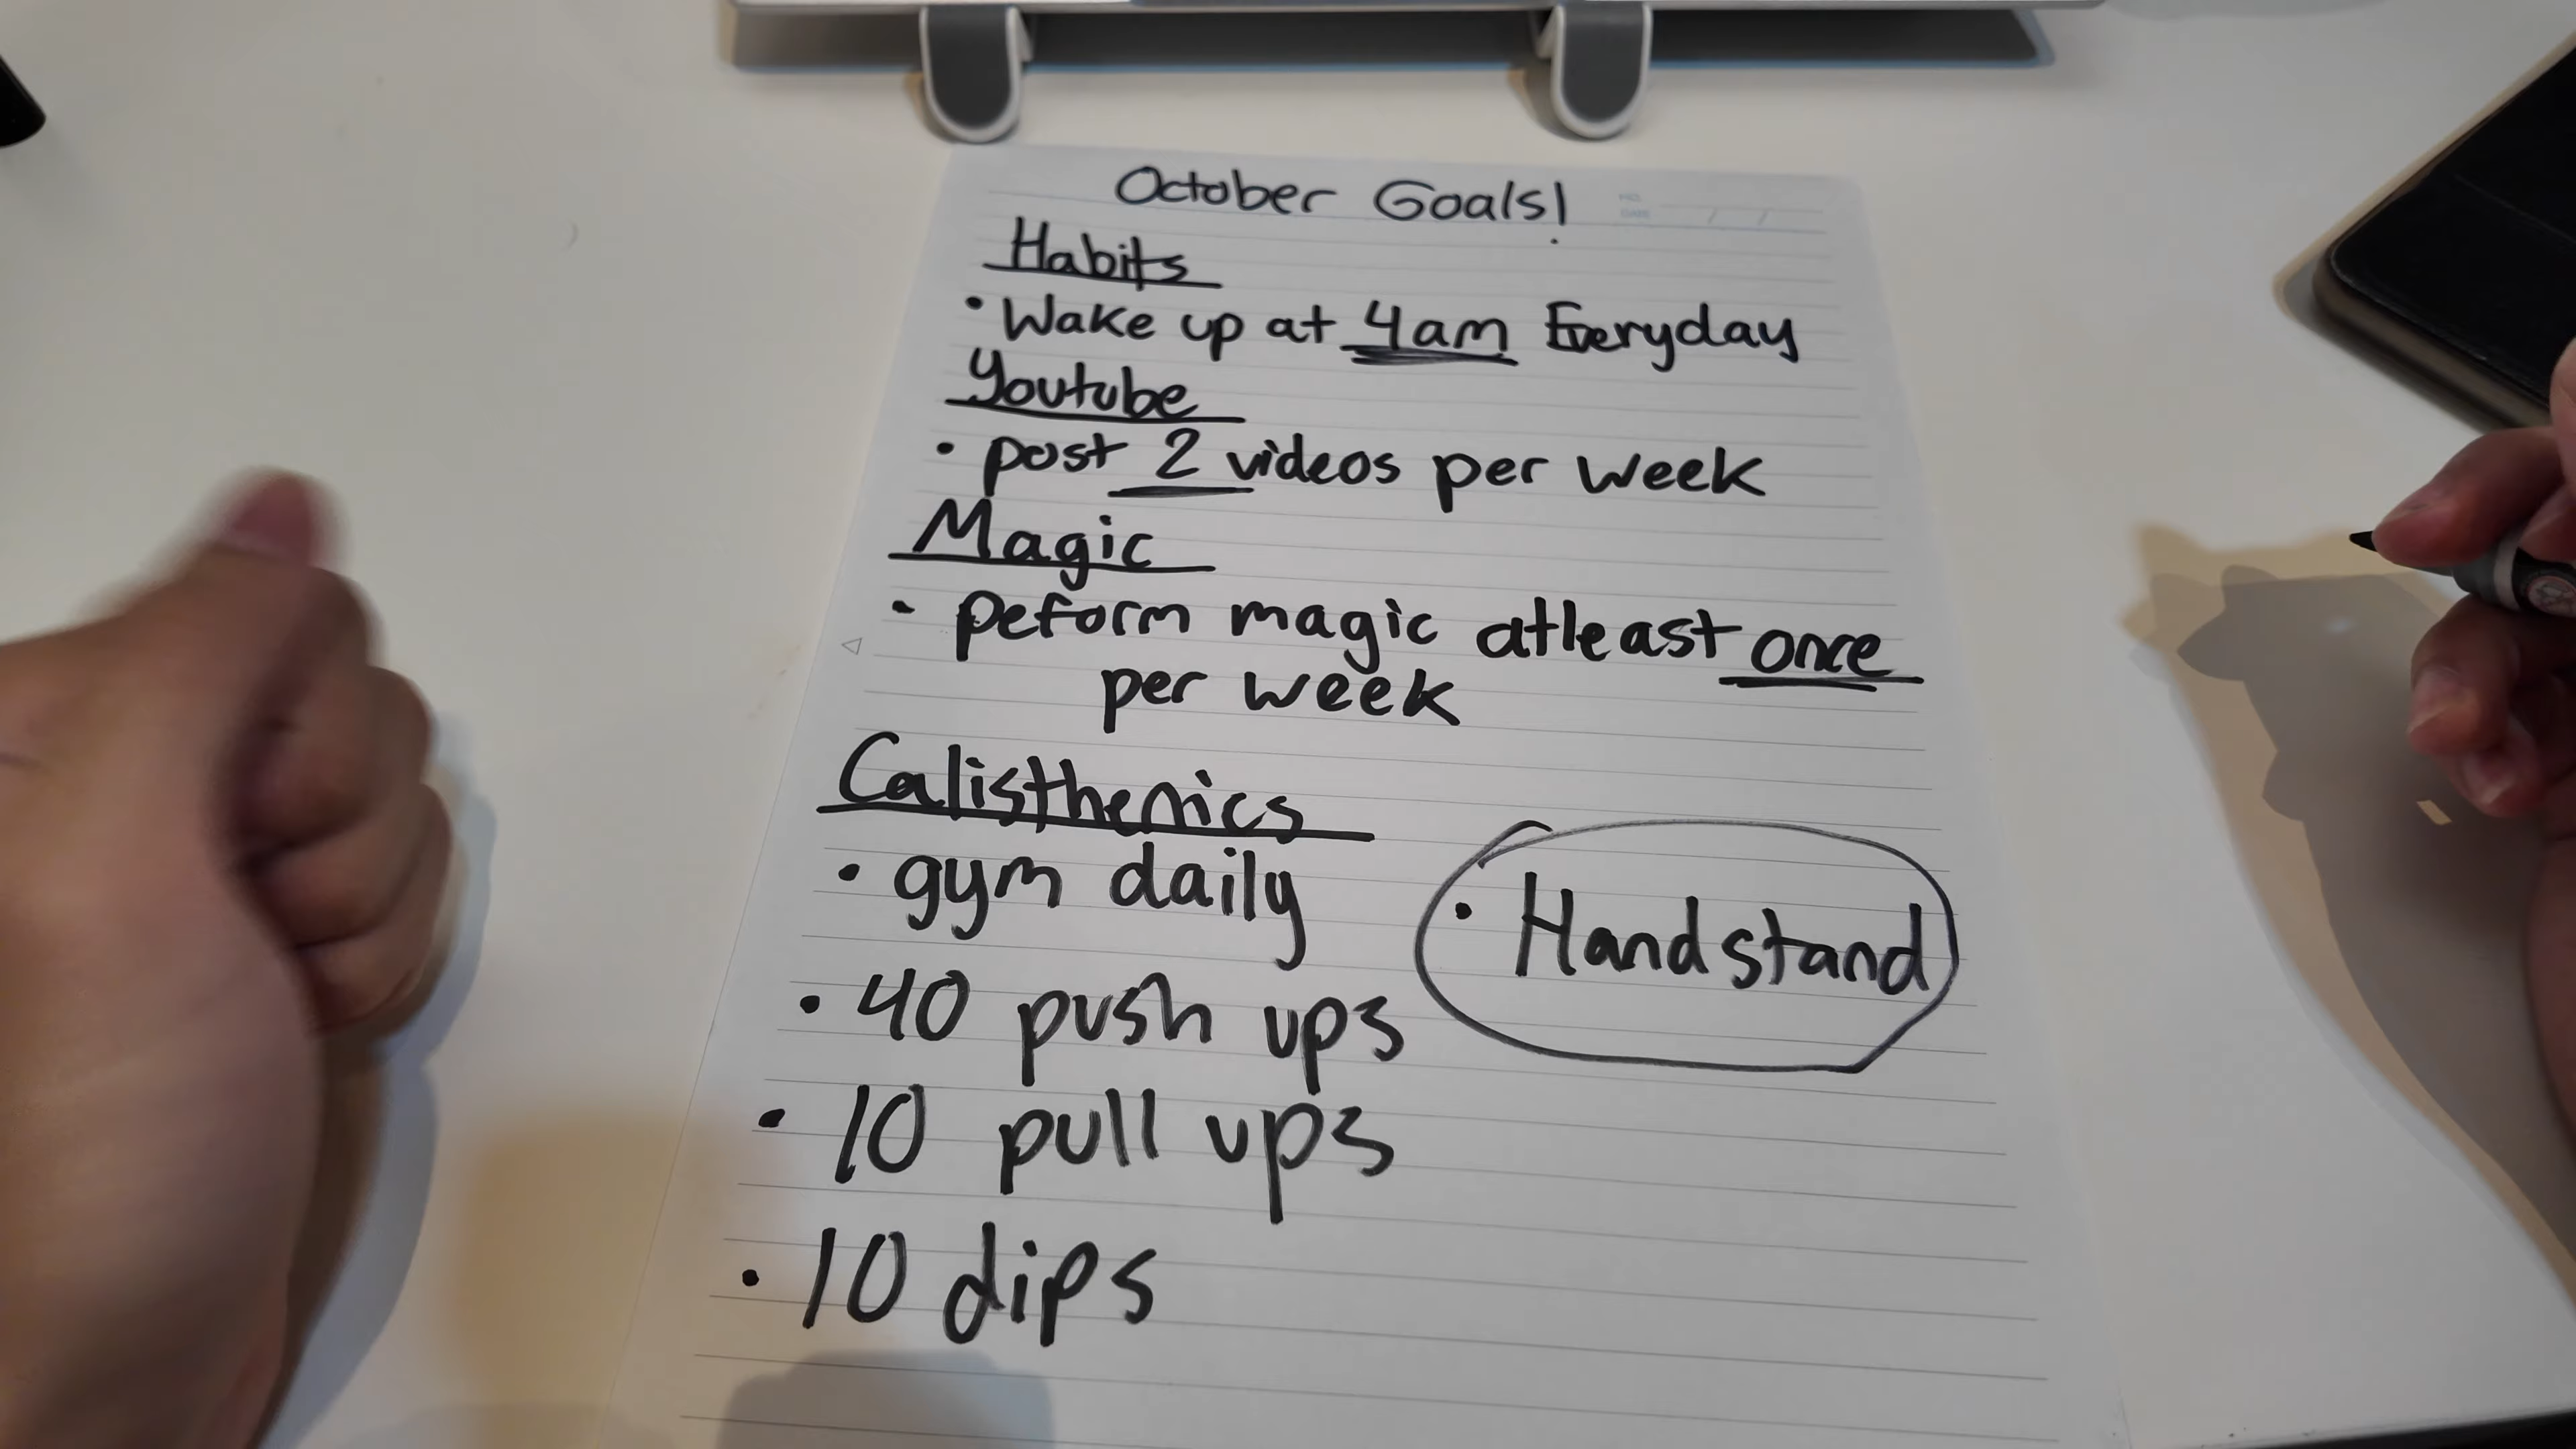 October Goals!
Habits
• Wake up at 4am Everyday
Youtube
• post 2 videos per week
Magic
• peform magic atleast once
per week
Calisthenics
• gym daily
• Handstand
• 40 push ups
• 10 pull ups
• 10 dips